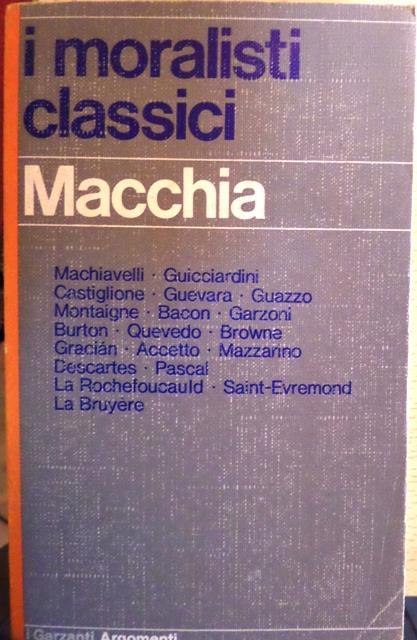 i moralisti
classici
Macchia
Machiavelli · Guicciardini
Castiglione · Guevara · Guazzo
Montaigne · Bacon · Garzoni
Burton · Quevedo · Browne
Gracián · Accetto · Mazzarino
Descartes · Pascal
La Rochefoucauld · Saint-Evremond
La Bruyère
i Garzanti Argomenti